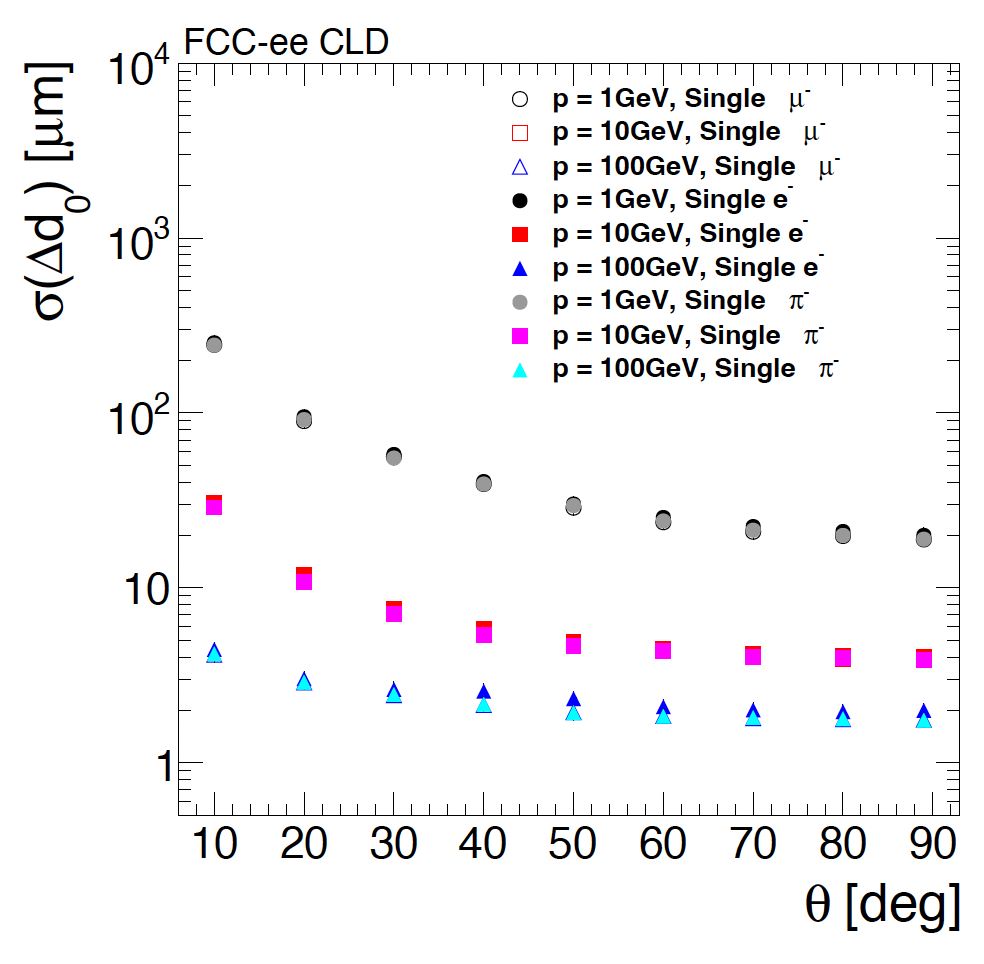 FCC-ee CLD
σ(Δd₀) [μm]
10⁴
10³
10²
10
1
p = 1GeV, Single μ⁻
p = 10GeV, Single μ⁻
p = 100GeV, Single μ⁻
p = 1GeV, Single e⁻
p = 10GeV, Single e⁻
p = 100GeV, Single e⁻
p = 1GeV, Single π⁻
p = 10GeV, Single π⁻
p = 100GeV, Single π⁻
10 20 30 40 50 60 70 80 90
θ [deg]